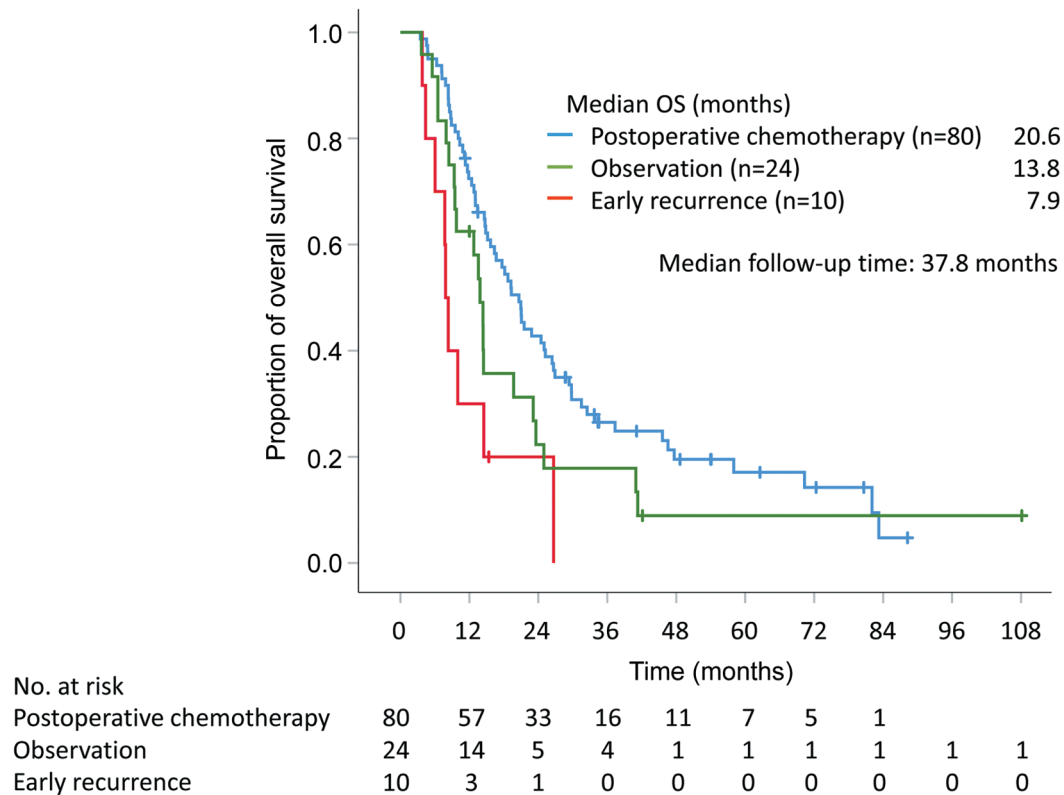 Proportion of overall survival
1.0
0.8
0.6
0.4
0.2
0.0
Median OS (months)
Postoperative chemotherapy (n=80) 20.6
Observation (n=24) 13.8
Early recurrence (n=10) 7.9
Median follow-up time: 37.8 months
0 12 24 36 48 60 72 84 96 108
Time (months)
No. at risk
Postoperative chemotherapy 80 57 33 16 11 7 5 1
Observation 24 14 5 4 1 1 1 1 1 1
Early recurrence 10 3 1 0 0 0 0 0 0 0